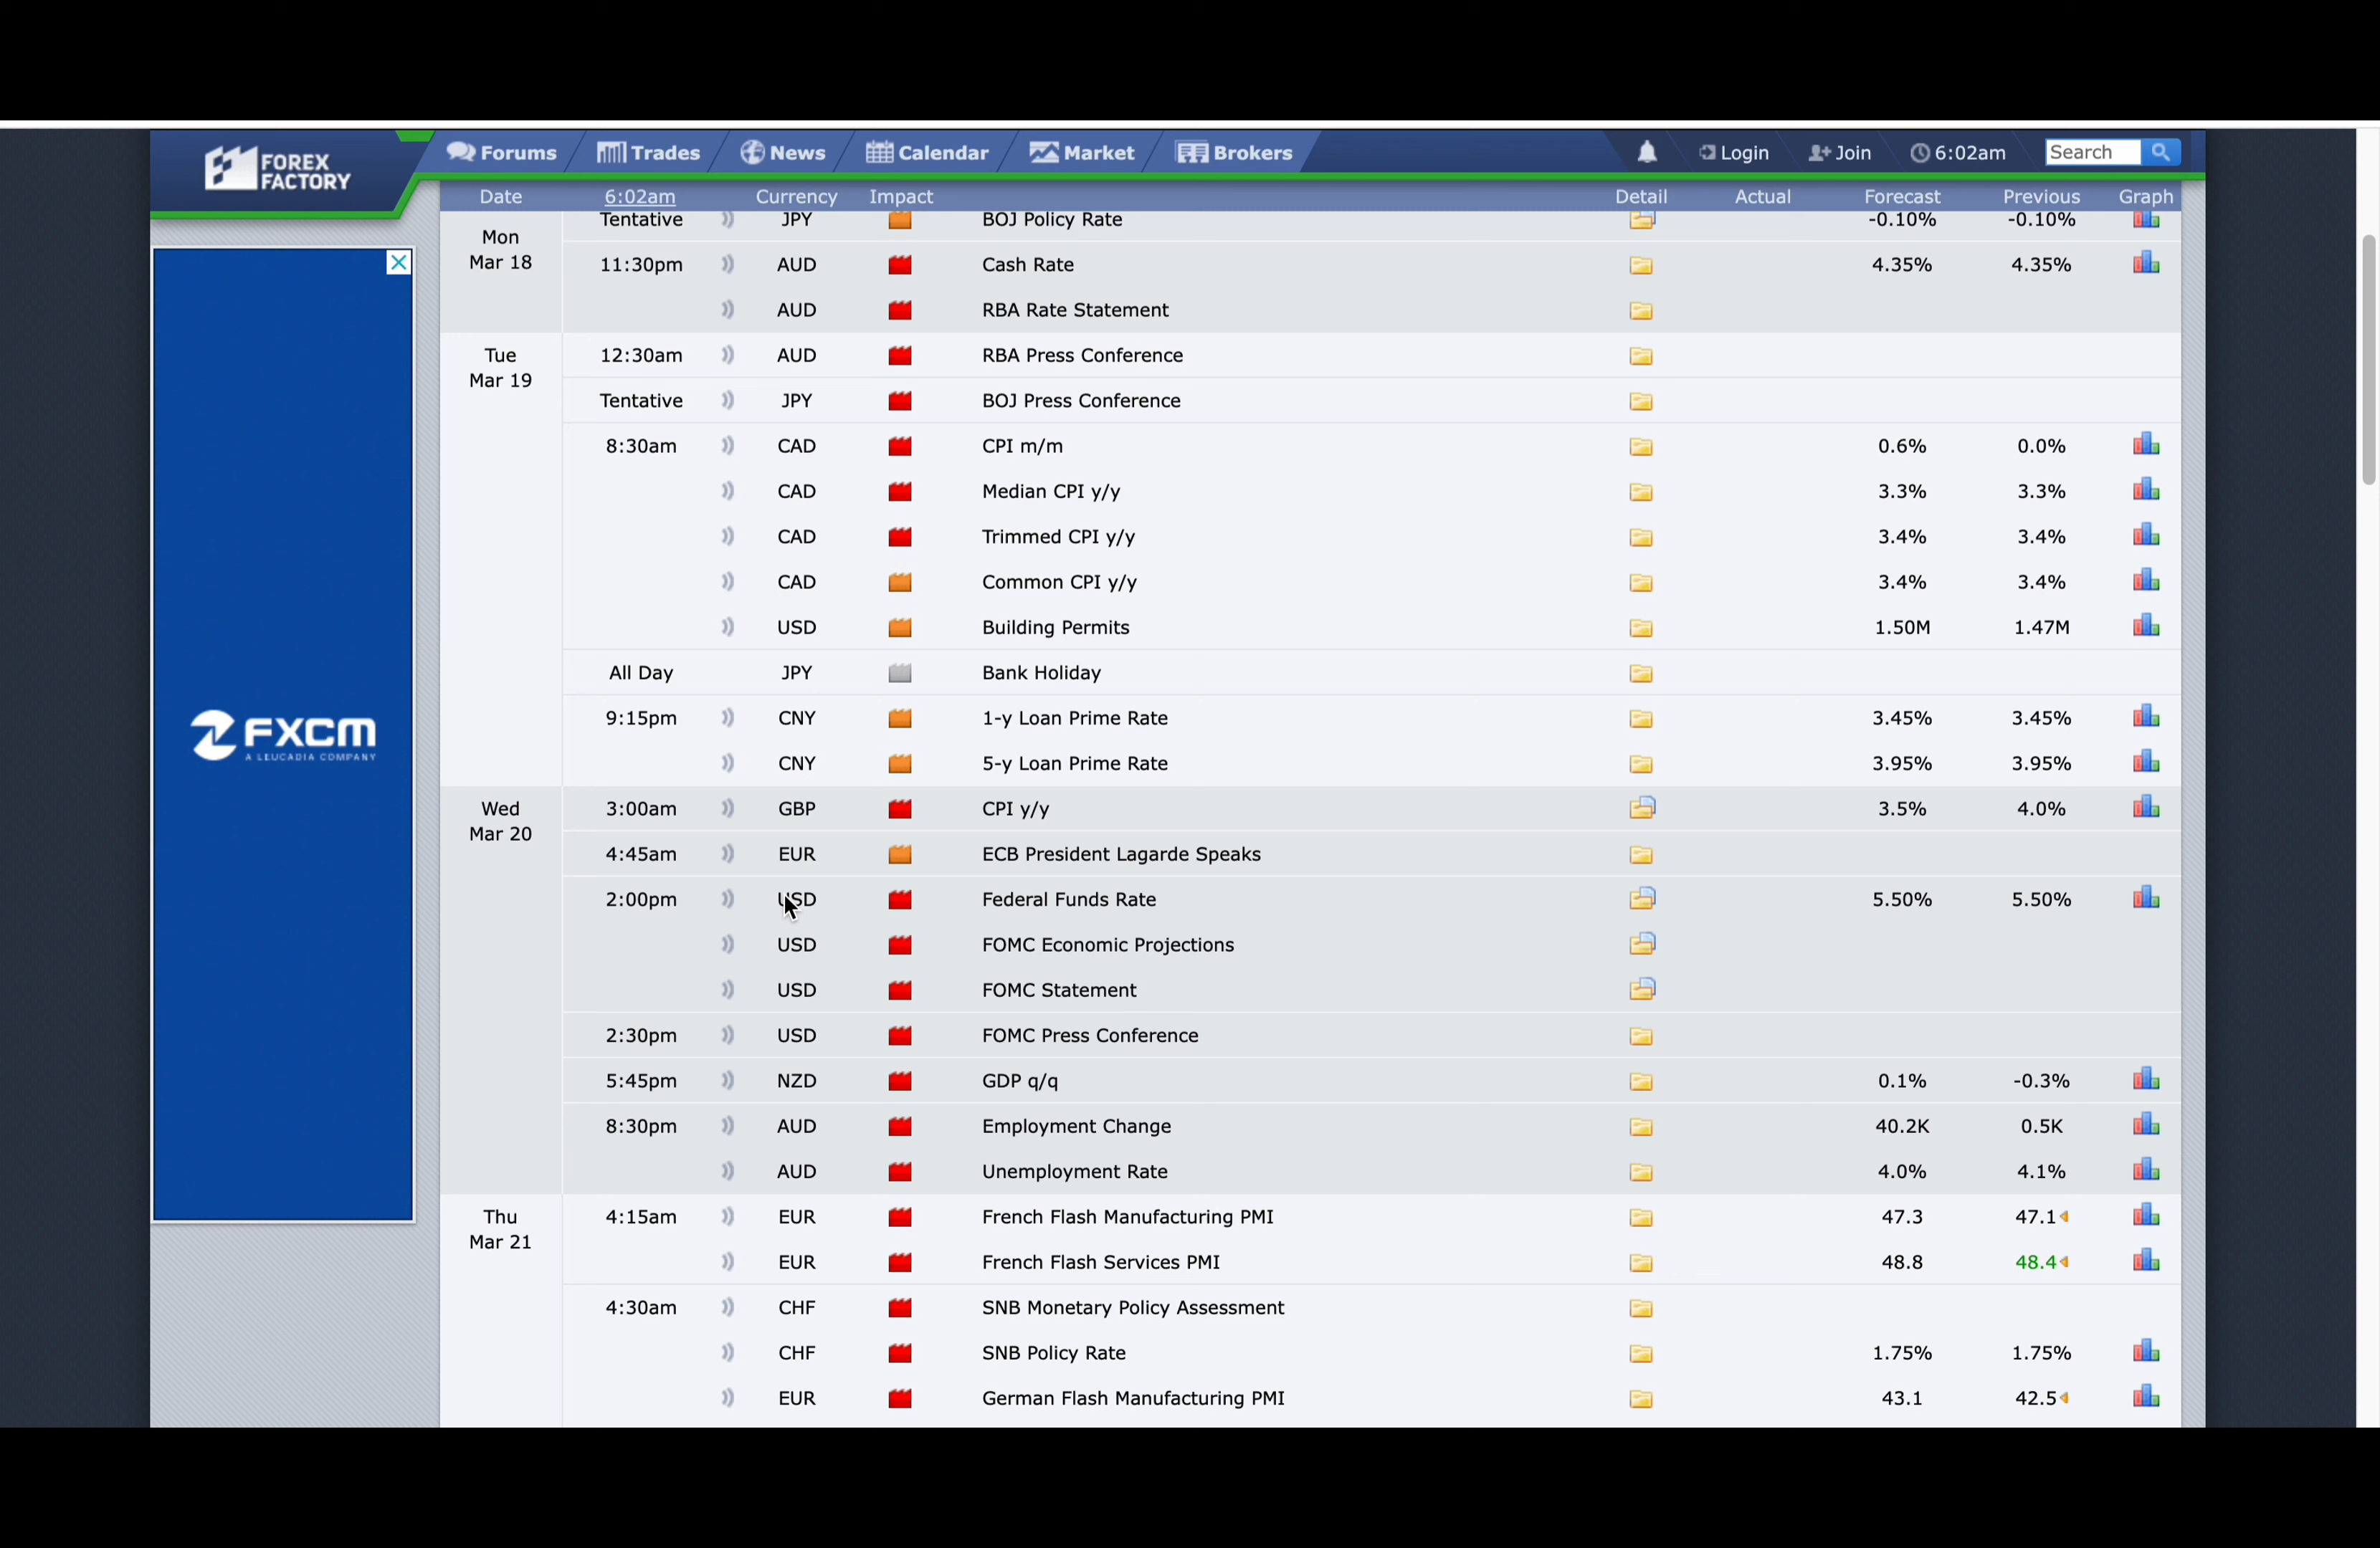 FOREX
FACTORY
Forums Trades News Calendar Market Brokers Login Join 6:02am Search
Date 6:02am Currency Impact Detail Actual Forecast Previous Graph
Tentative JPY BOJ Policy Rate -0.10% -0.10%
Mon
Mar 18
11:30pm AUD Cash Rate 4.35% 4.35%
AUD RBA Rate Statement
Tue
Mar 19
12:30am AUD RBA Press Conference
Tentative JPY BOJ Press Conference
8:30am CAD CPI m/m 0.6% 0.0%
CAD Median CPI y/y 3.3% 3.3%
CAD Trimmed CPI y/y 3.4% 3.4%
CAD Common CPI y/y 3.4% 3.4%
USD Building Permits 1.50M 1.47M
All Day JPY Bank Holiday
9:15pm CNY 1-y Loan Prime Rate 3.45% 3.45%
CNY 5-y Loan Prime Rate 3.95% 3.95%
FXCM
A LEUCADIA COMPANY
Wed
Mar 20
3:00am GBP CPI y/y 3.5% 4.0%
4:45am EUR ECB President Lagarde Speaks
2:00pm USD Federal Funds Rate 5.50% 5.50%
USD FOMC Economic Projections
USD FOMC Statement
2:30pm USD FOMC Press Conference
5:45pm NZD GDP q/q 0.1% -0.3%
8:30pm AUD Employment Change 40.2K 0.5K
AUD Unemployment Rate 4.0% 4.1%
Thu
Mar 21
4:15am EUR French Flash Manufacturing PMI 47.3 47.1
EUR French Flash Services PMI 48.8 48.4
4:30am CHF SNB Monetary Policy Assessment
CHF SNB Policy Rate 1.75% 1.75%
EUR German Flash Manufacturing PMI 43.1 42.5